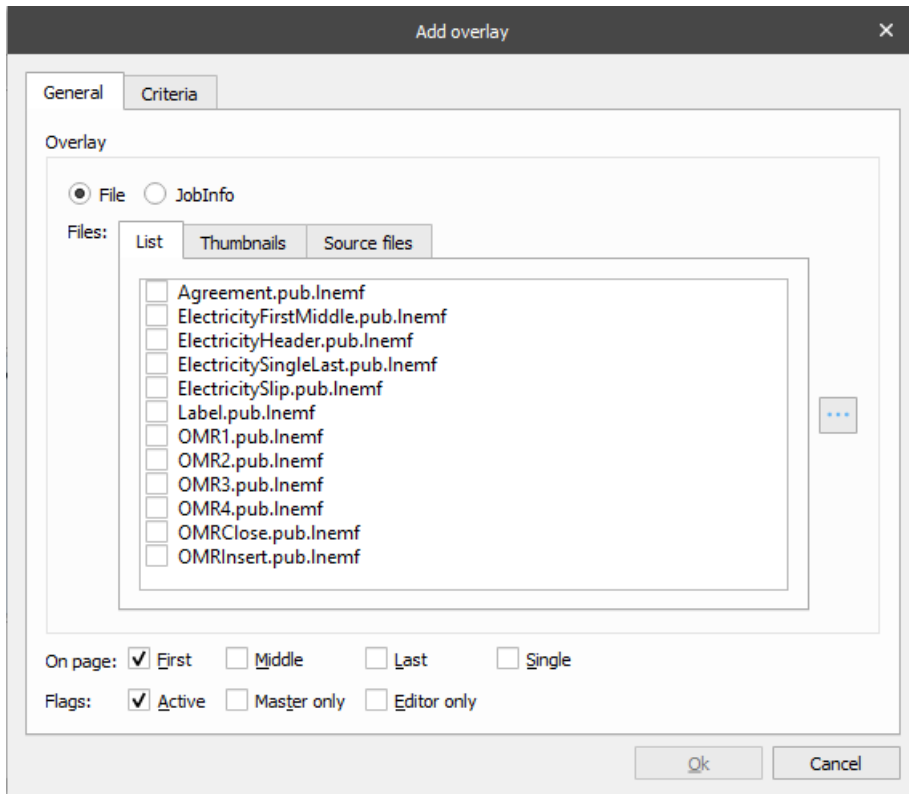 Add overlay
General Criteria
Overlay
File JobInfo
Files: List Thumbnails Source files
Agreement.pub.lnemf
ElectricityFirstMiddle.pub.lnemf
ElectricityHeader.pub.lnemf
ElectricitySingleLast.pub.lnemf
ElectricitySlip.pub.lnemf
Label.pub.lnemf
OMR1.pub.lnemf
OMR2.pub.lnemf
OMR3.pub.lnemf
OMR4.pub.lnemf
OMRClose.pub.lnemf
OMRInsert.pub.lnemf
...
On page: First Middle Last Single
Flags: Active Master only Editor only
Ok Cancel